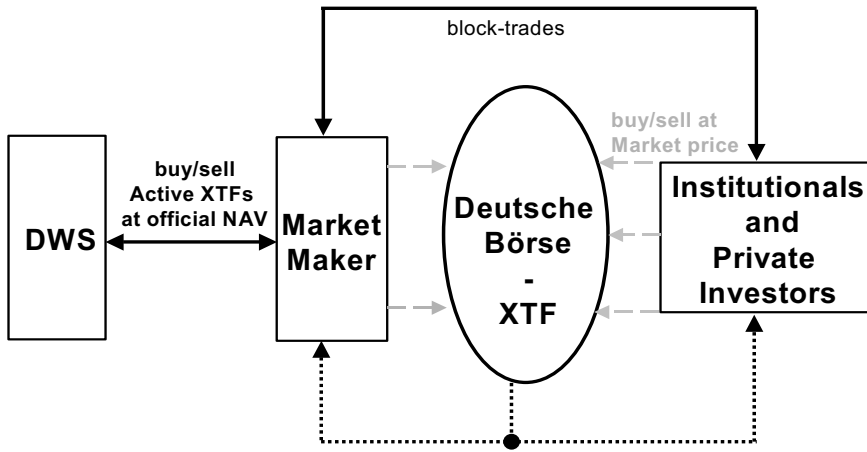 block-trades
buy/sell at
Market price
buy/sell
Active XTFs
at official NAV
DWS
Market
Maker
Deutsche
Börse
-
XTF
Institutionals
and
Private
Investors